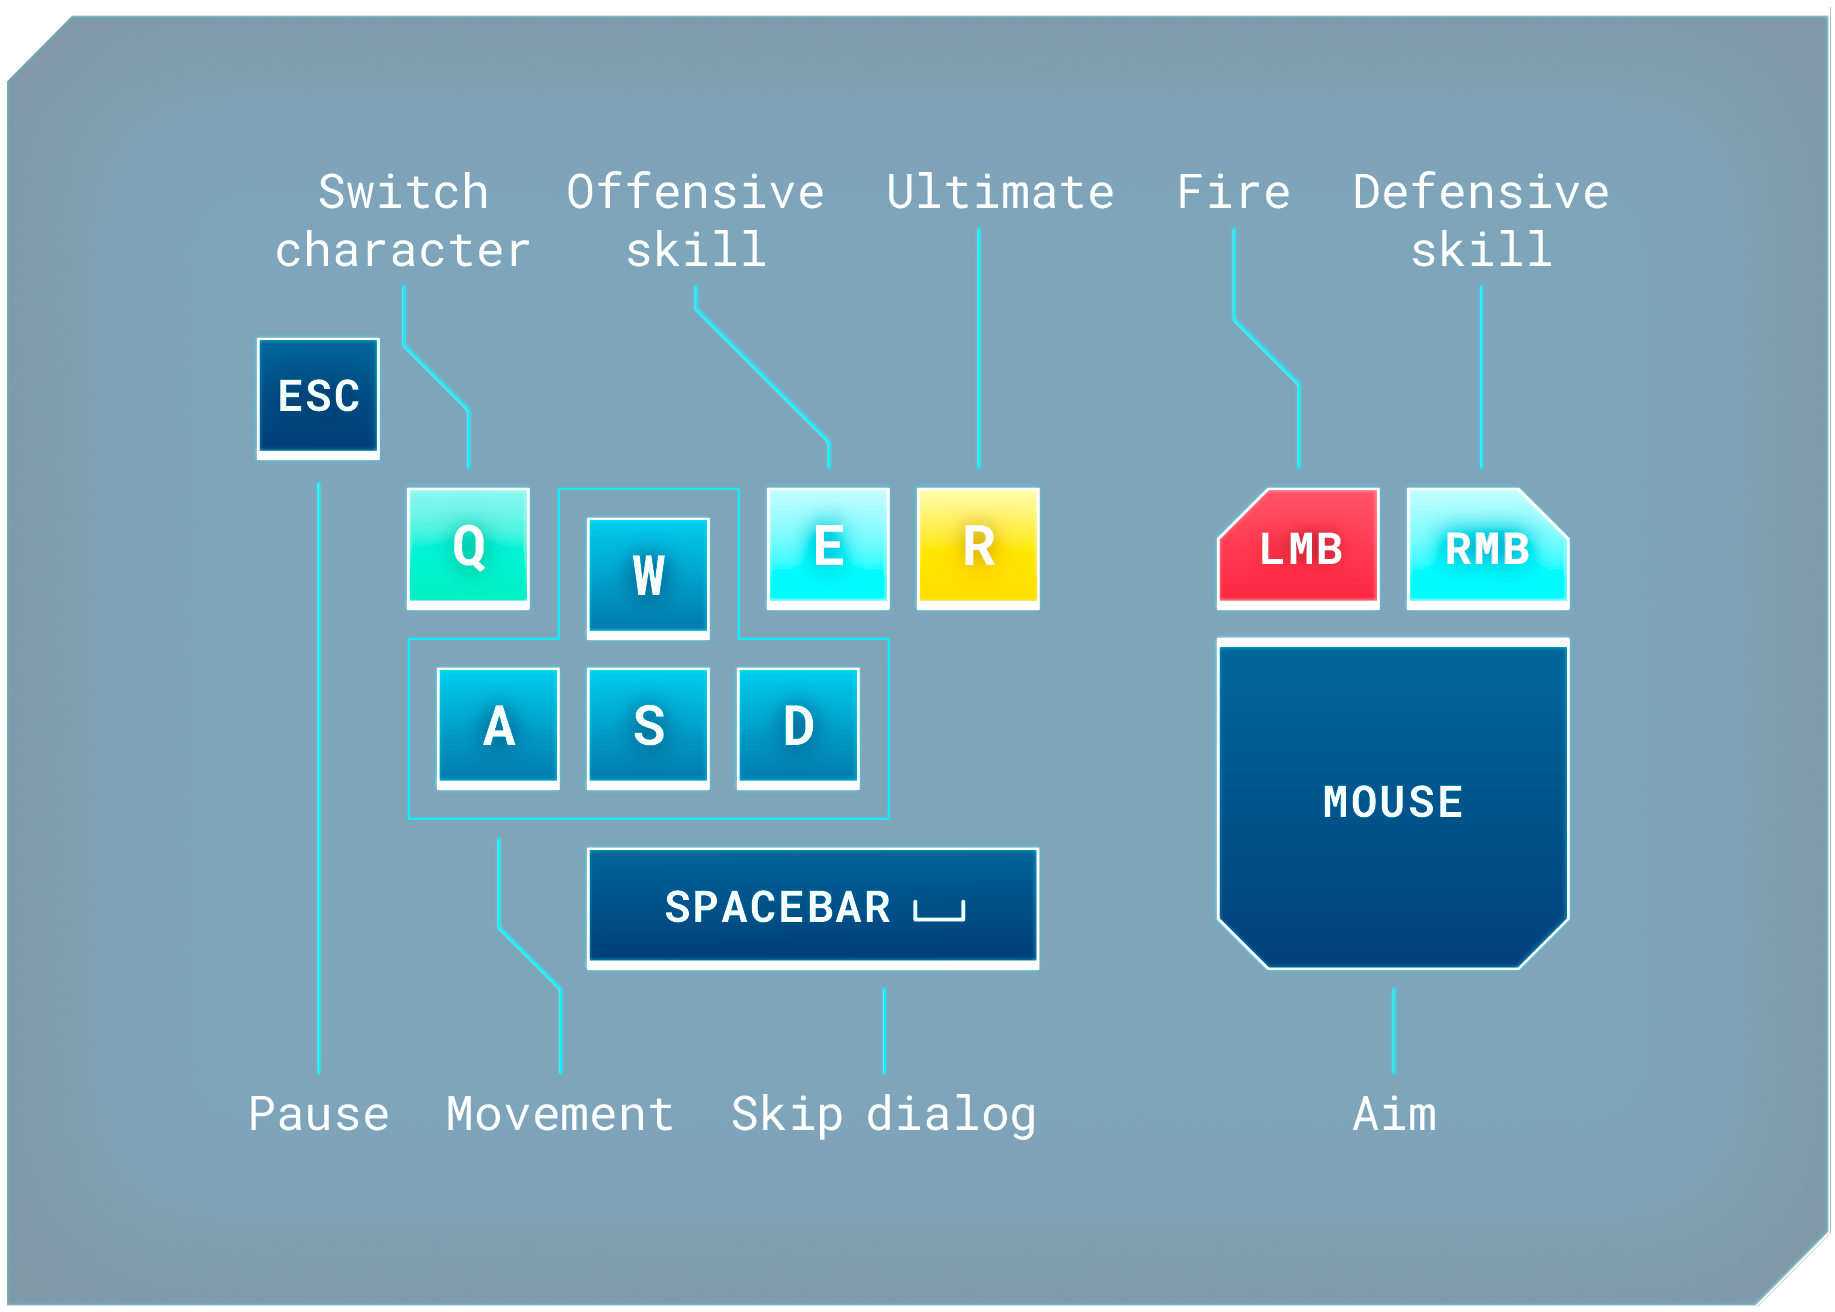 Switch
character
Offensive
skill
Ultimate
Fire
Defensive
skill
ESC
Q
W
E
R
LMB
RMB
A
S
D
MOUSE
SPACEBAR
Pause
Movement
Skip dialog
Aim